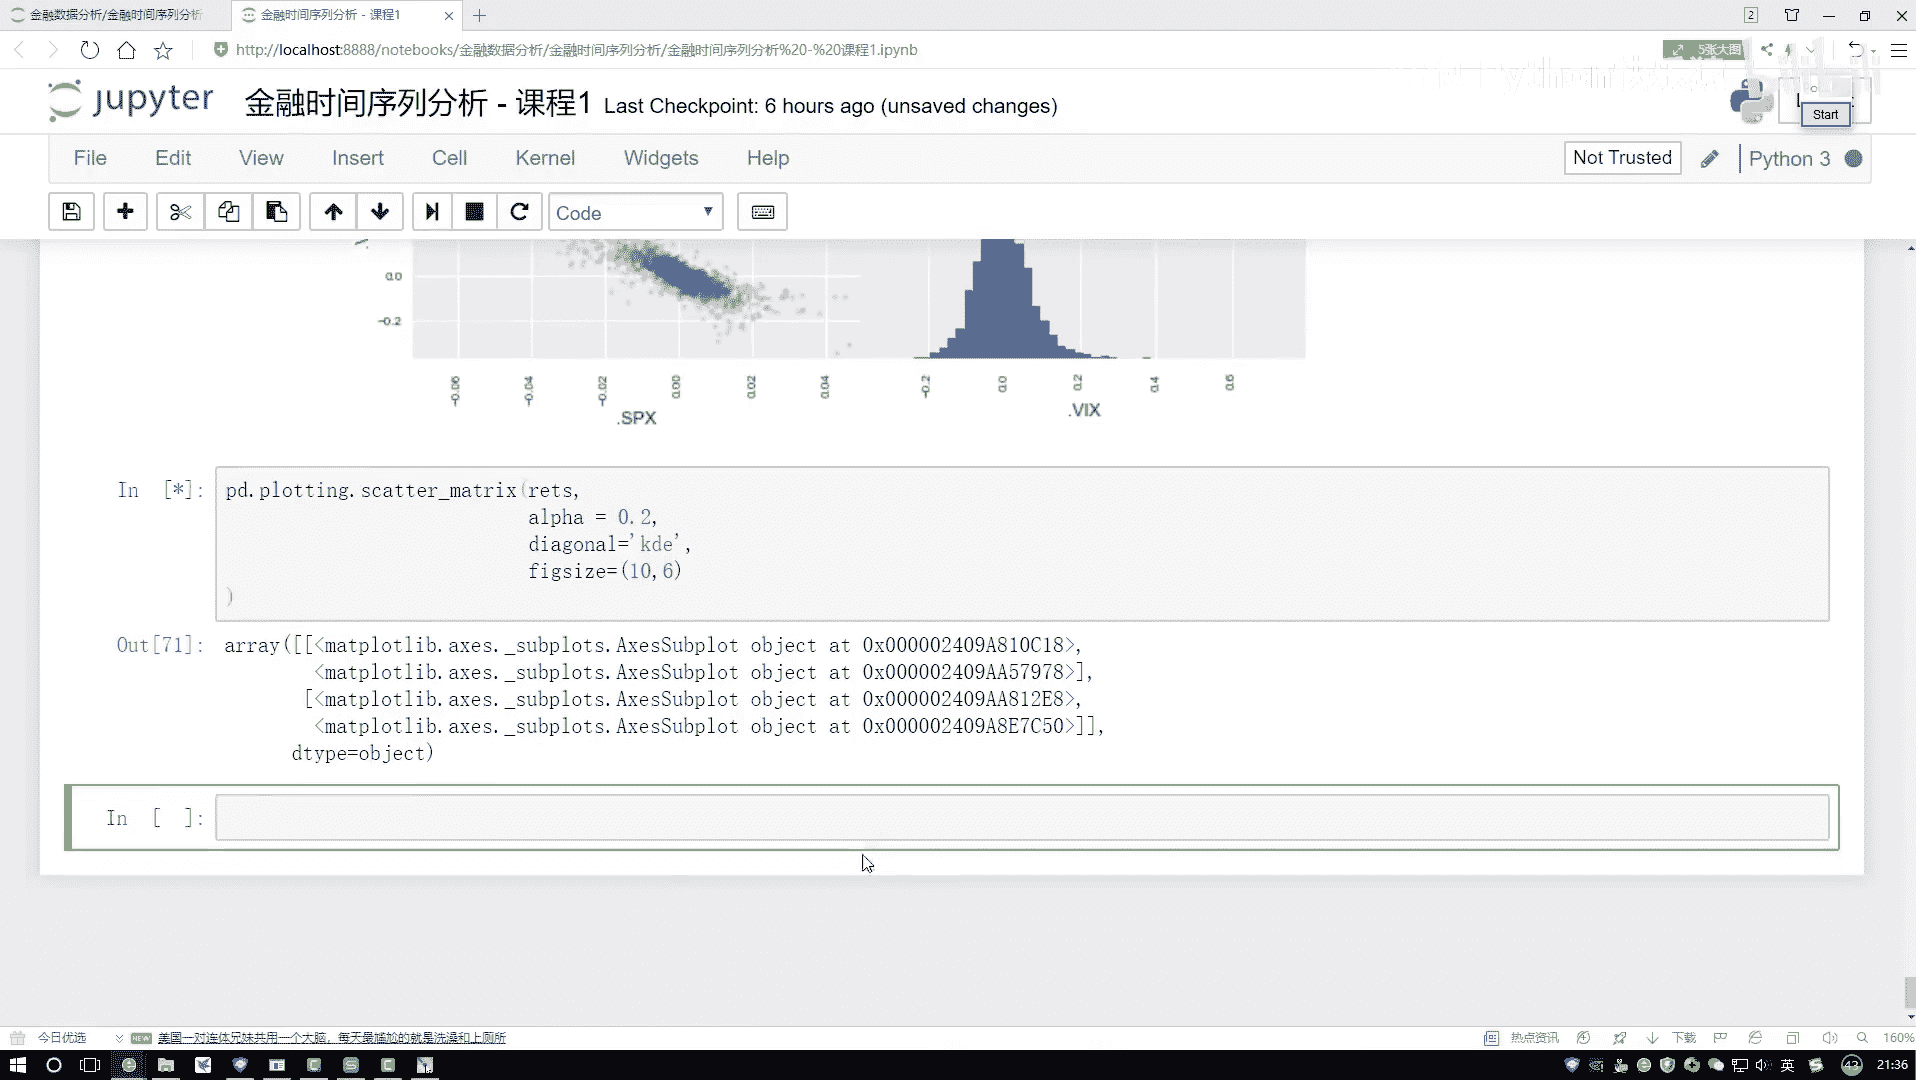 金融数据分析/金融时间序列分析
金融时间序列分析 - 课程1
2
http://localhost:8888/notebooks/金融数据分析/金融时间序列分析/金融时间序列分析%20-%20课程1.ipynb
5张大图
jupyter
金融时间序列分析 - 课程1 Last Checkpoint: 6 hours ago (unsaved changes)
Start
File Edit View Insert Cell Kernel Widgets Help
Not Trusted
Python 3
Code
0.0
-0.2
-0.06 -0.04 -0.02 0.00 0.02 0.04 -0.2 0.0 0.2 0.4 0.6
.SPX .VIX
In [*]: pd.plotting.scatter_matrix(rets,
alpha = 0.2,
diagonal='kde',
figsize=(10,6)
)
Out[71]: array([[<matplotlib.axes._subplots.AxesSubplot object at 0x000002409A810C18>,
<matplotlib.axes._subplots.AxesSubplot object at 0x000002409AA57978>],
[<matplotlib.axes._subplots.AxesSubplot object at 0x000002409AA812E8>,
<matplotlib.axes._subplots.AxesSubplot object at 0x000002409A8E7C50>]],
dtype=object)
In [ ]:
今日优选 NEW 美国一对连体兄妹共用一个大脑，每天最尴尬的就是洗澡和上厕所
热点资讯 下载 160%
英 43 21:36